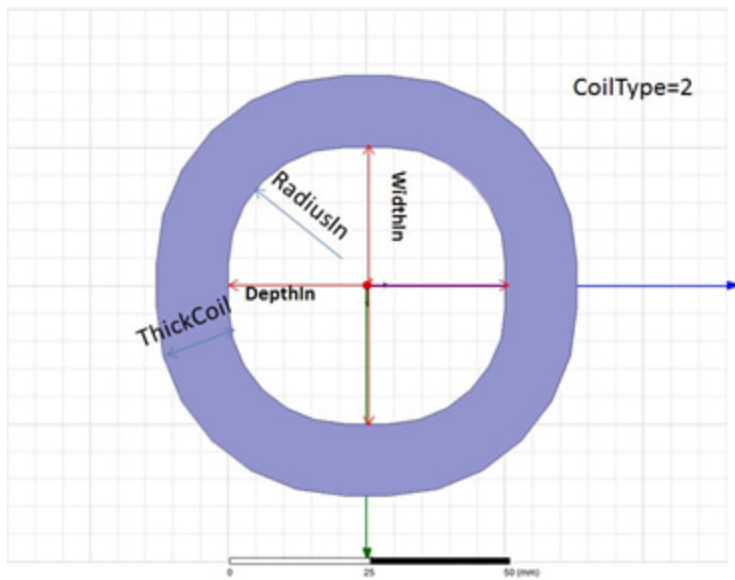 CoilType=2
RadiusIn
WidthIn
DepthIn
ThickCoil
0 25 50 (mm)